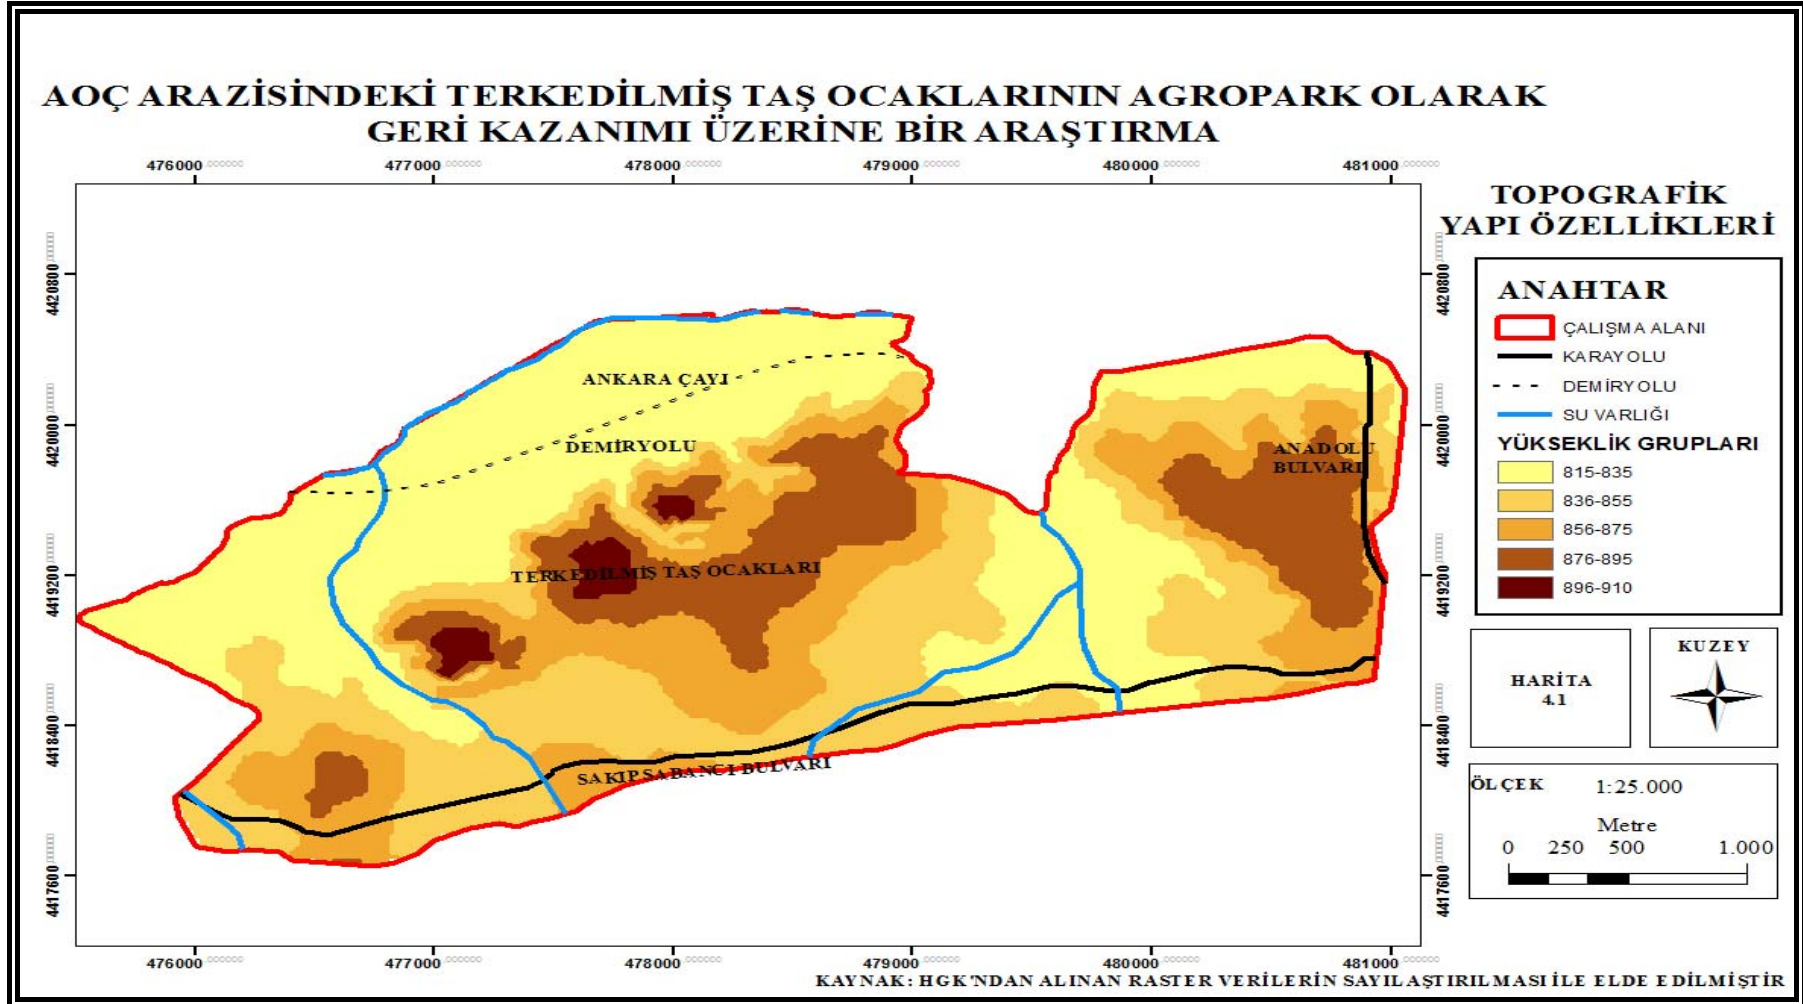 AOÇ ARAZİSİNDEKİ TERKEDİLMİŞ TAŞ OCAKLARININ AGROPARK OLARAK
GERİ KAZANIMI ÜZERİNE BİR ARAŞTIRMA
476000 477000 478000 479000 480000 481000
4420800
4420000
4419200
4418400
4417600
ANKARA ÇAYI
DEMİRYOLU
ANADOLU
BULVARI
TERKEDİLMİŞ TAŞ OCAKLARI
SAKIP SABANCI BULVARI
4420800
4420000
4419200
4418400
4417600
476000 477000 478000 479000 480000 481000
TOPOGRAFİK
YAPI ÖZELLİKLERİ
ANAHTAR
ÇALIŞMA ALANI
KARAYOLU
DEMİRYOLU
SU VARLIĞI
YÜKSEKLİK GRUPLARI
815-835
836-855
856-875
876-895
896-910
HARİTA
4.1
KUZEY
ÖLÇEK 1:25.000
Metre
0 250 500 1.000
KAYNAK: HGK'NDAN ALINAN RASTER VERİLERİN SAYILAŞTIRILMASI İLE ELDE EDİLMİŞTİR